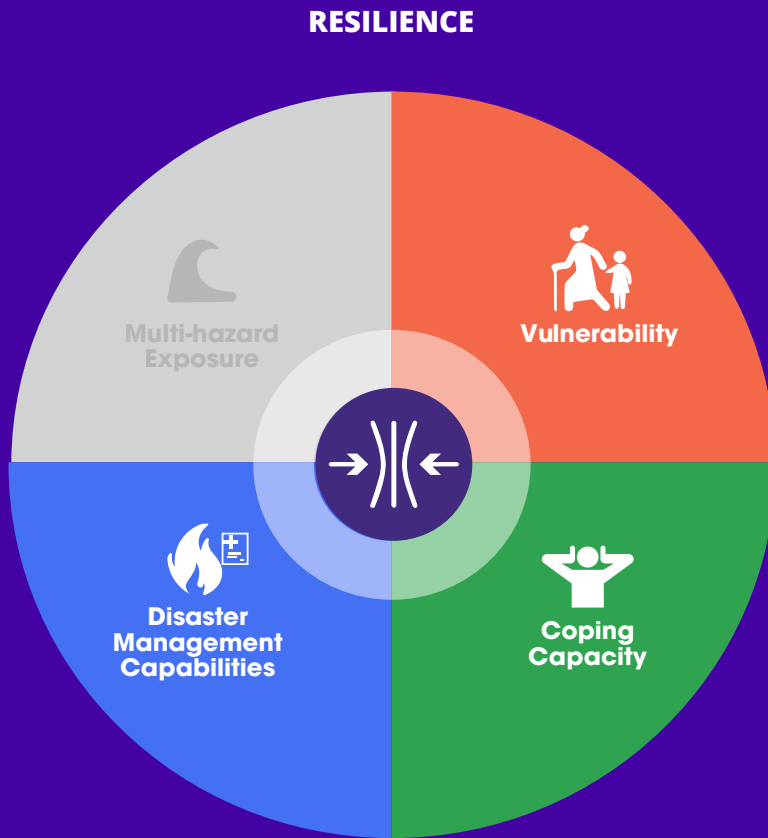 RESILIENCE
Multi-hazard
Exposure
Vulnerability
Disaster
Management
Capabilities
Coping
Capacity